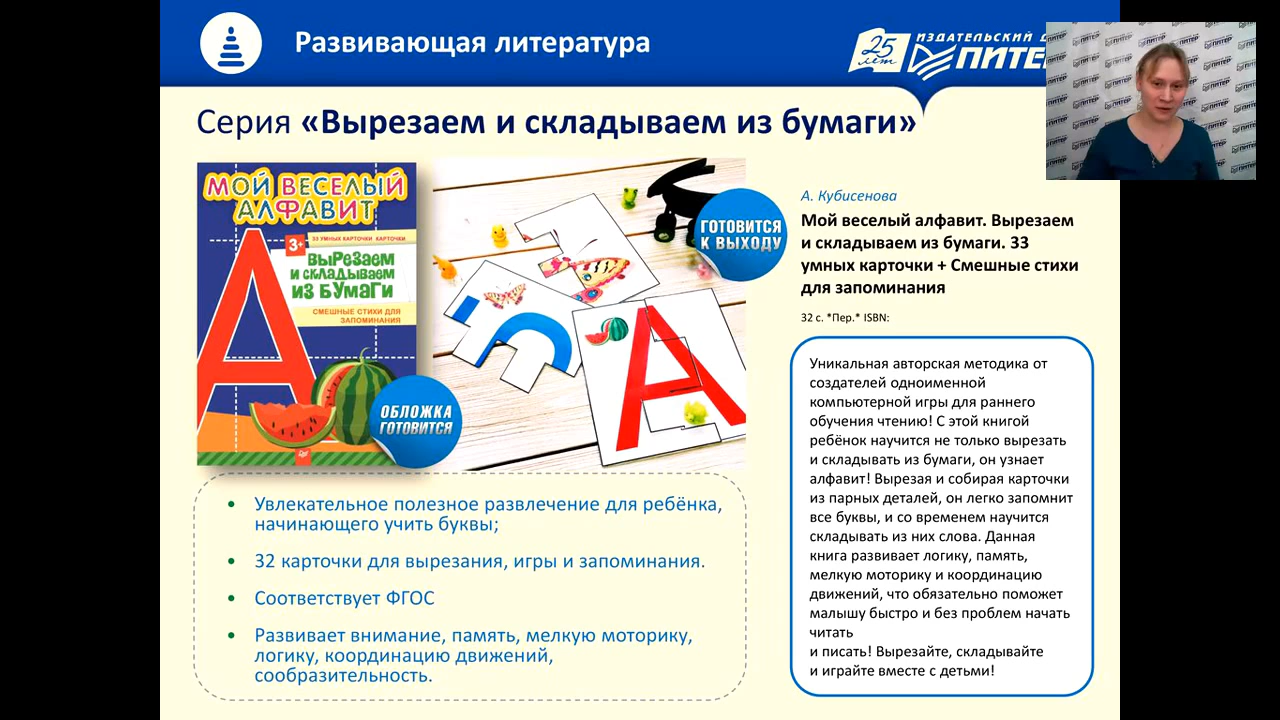 Развивающая литература
25
лет
ИЗДАТЕЛЬСКИЙ
ПИТЕР
Серия «Вырезаем и складываем из бумаги»
МОЙ ВЕСЕЛЫЙ
АЛФАВИТ
3+
33 УМНЫХ КАРТОЧКИ КАРТОЧКИ
ВЫРЕЗАЕМ
И СКЛАДЫВАЕМ
ИЗ БУМАГИ
СМЕШНЫЕ СТИХИ ДЛЯ
ЗАПОМИНАНИЯ
А
ОБЛОЖКА
ГОТОВИТСЯ
А
ГОТОВИТСЯ
К ВЫХОДУ
А. Кубисенова
Мой веселый алфавит. Вырезаем
и складываем из бумаги. 33
умных карточки + Смешные стихи
для запоминания
32 с. *Пер.* ISBN:
Уникальная авторская методика от
создателей одноименной
компьютерной игры для раннего
обучения чтению! С этой книгой
ребёнок научится не только вырезать
и складывать из бумаги, он узнает
алфавит! Вырезая и собирая карточки
из парных деталей, он легко запомнит
все буквы, и со временем научится
складывать из них слова. Данная
книга развивает логику, память,
мелкую моторику и координацию
движений, что обязательно поможет
малышу быстро и без проблем начать
читать
и писать! Вырезайте, складывайте
и играйте вместе с детьми!
• Увлекательное полезное развлечение для ребёнка,
начинающего учить буквы;
• 32 карточки для вырезания, игры и запоминания.
• Соответствует ФГОС
• Развивает внимание, память, мелкую моторику,
логику, координацию движений,
сообразительность.